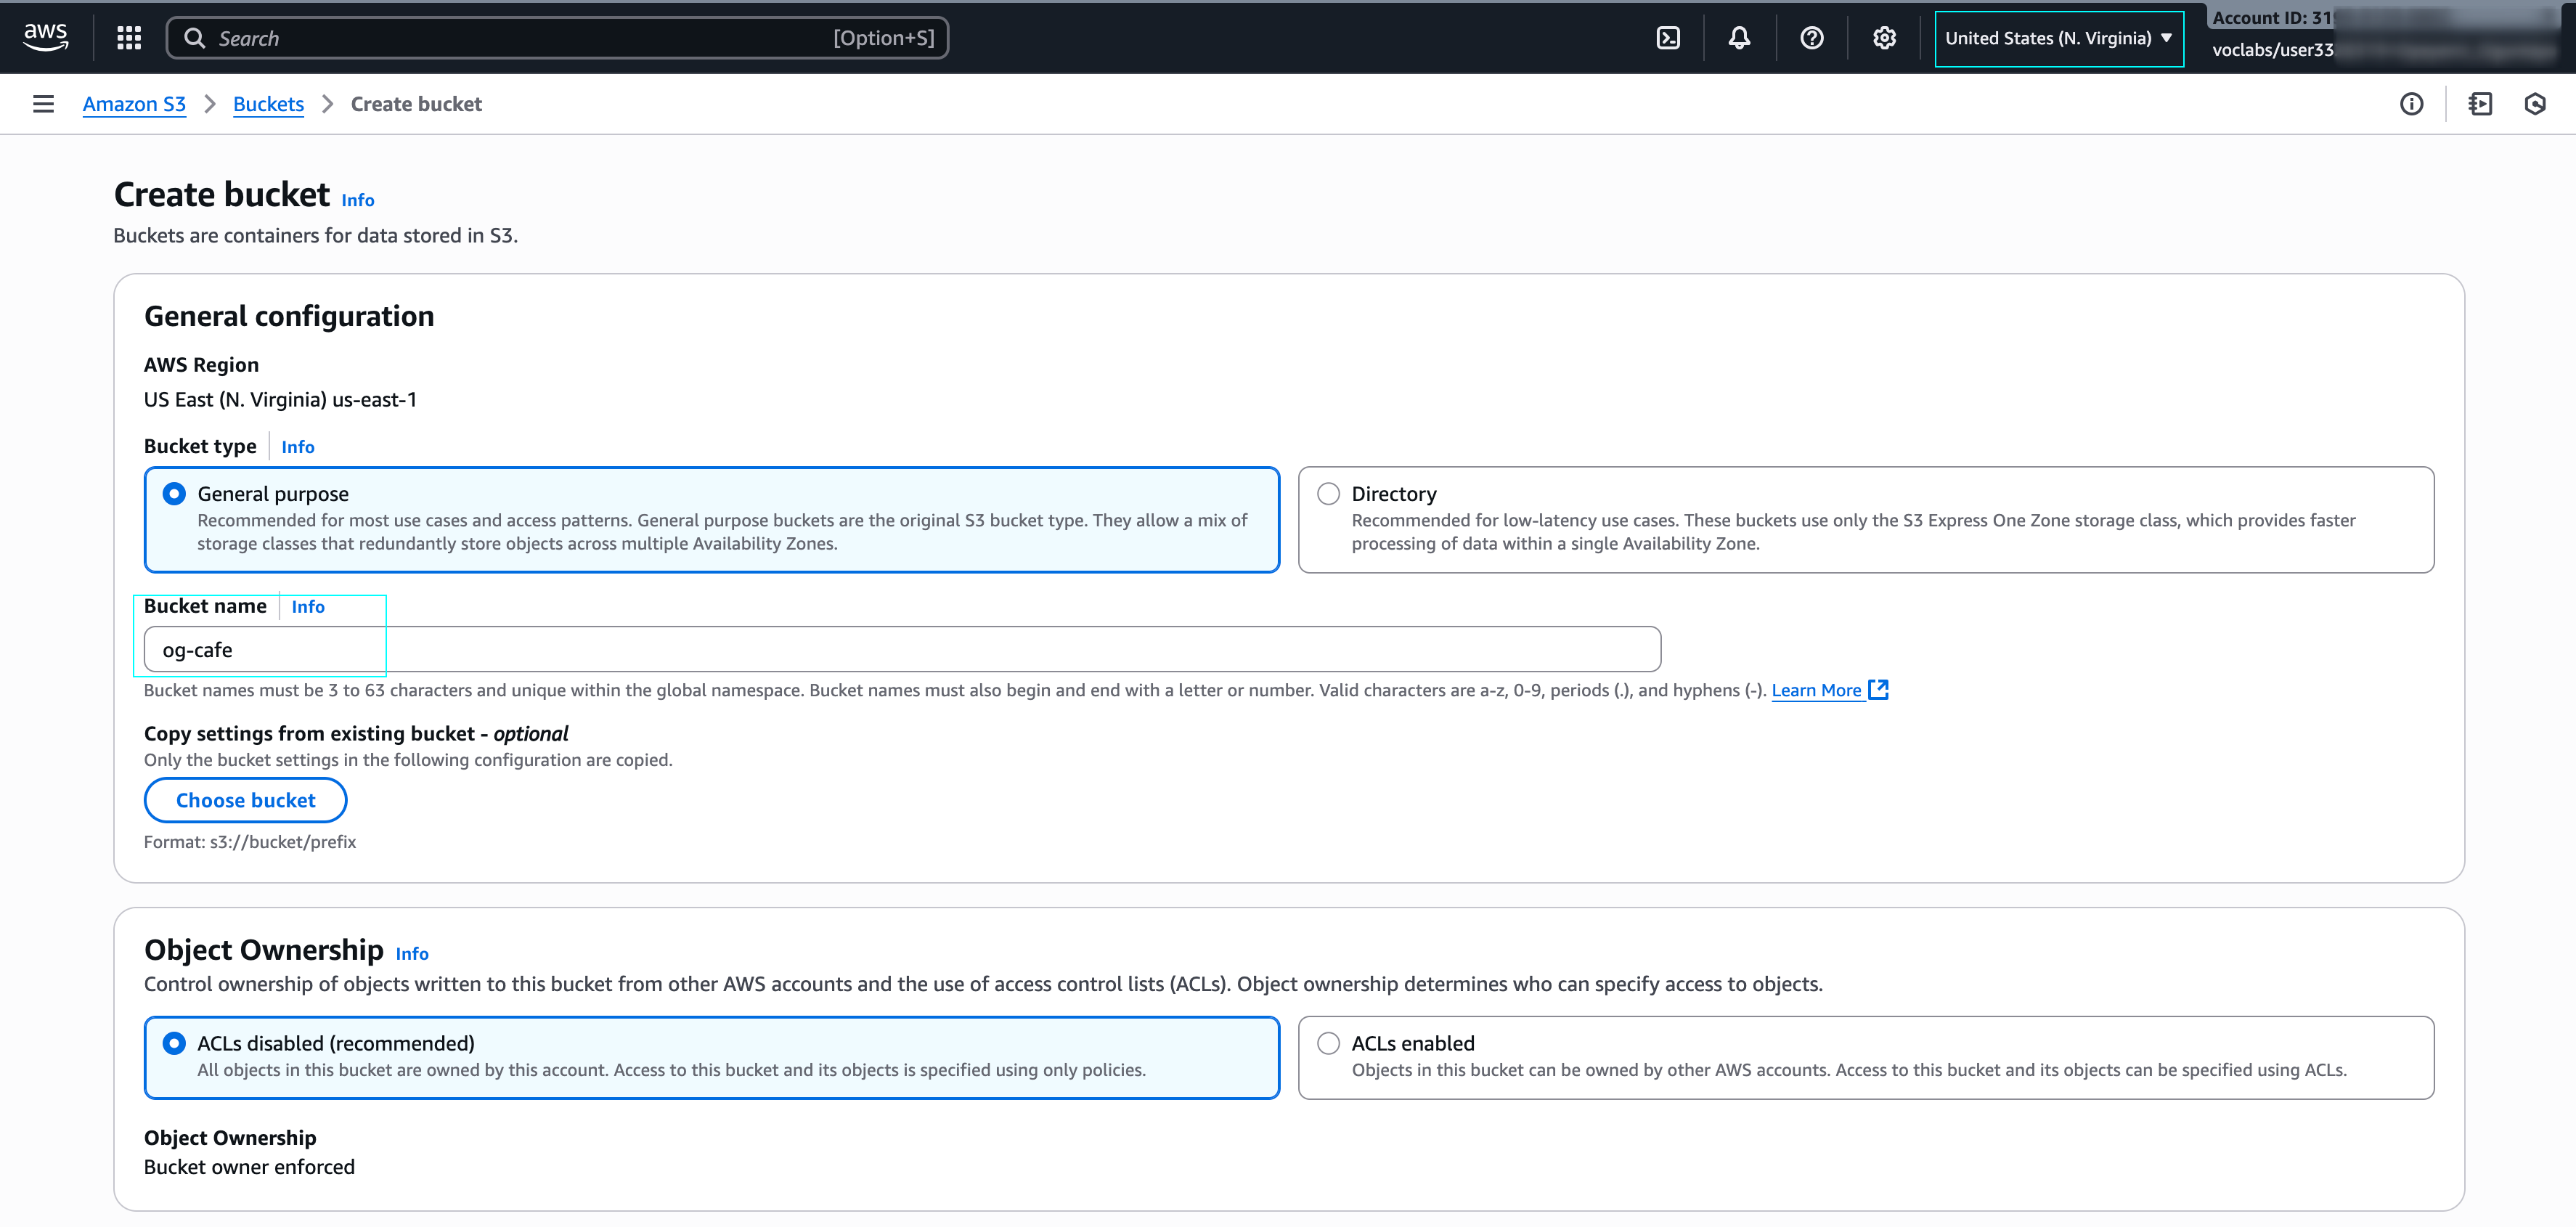 aws
Search
[Option+S]
United States (N. Virginia)
Account ID: 31
voclabs/user33
Amazon S3
Buckets
Create bucket
Create bucket Info
Buckets are containers for data stored in S3.
General configuration
AWS Region
US East (N. Virginia) us-east-1
Bucket type Info
General purpose
Recommended for most use cases and access patterns. General purpose buckets are the original S3 bucket type. They allow a mix of
storage classes that redundantly store objects across multiple Availability Zones.
Directory
Recommended for low-latency use cases. These buckets use only the S3 Express One Zone storage class, which provides faster
processing of data within a single Availability Zone.
Bucket name Info
og-cafe
Bucket names must be 3 to 63 characters and unique within the global namespace. Bucket names must also begin and end with a letter or number. Valid characters are a-z, 0-9, periods (.), and hyphens (-). Learn More
Copy settings from existing bucket - optional
Only the bucket settings in the following configuration are copied.
Choose bucket
Format: s3://bucket/prefix
Object Ownership Info
Control ownership of objects written to this bucket from other AWS accounts and the use of access control lists (ACLs). Object ownership determines who can specify access to objects.
ACLs disabled (recommended)
All objects in this bucket are owned by this account. Access to this bucket and its objects is specified using only policies.
ACLs enabled
Objects in this bucket can be owned by other AWS accounts. Access to this bucket and its objects can be specified using ACLs.
Object Ownership
Bucket owner enforced